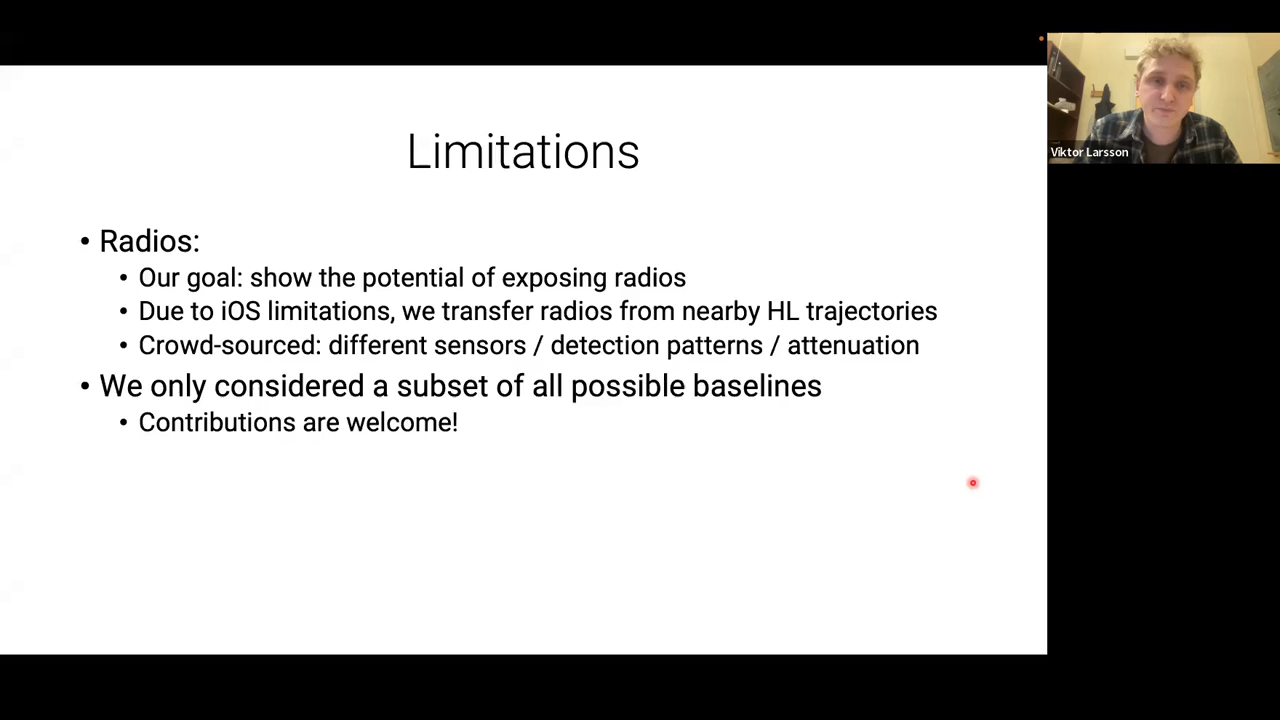 Limitations
• Radios:
• Our goal: show the potential of exposing radios
• Due to iOS limitations, we transfer radios from nearby HL trajectories
• Crowd-sourced: different sensors / detection patterns / attenuation
• We only considered a subset of all possible baselines
• Contributions are welcome!
Viktor Larsson